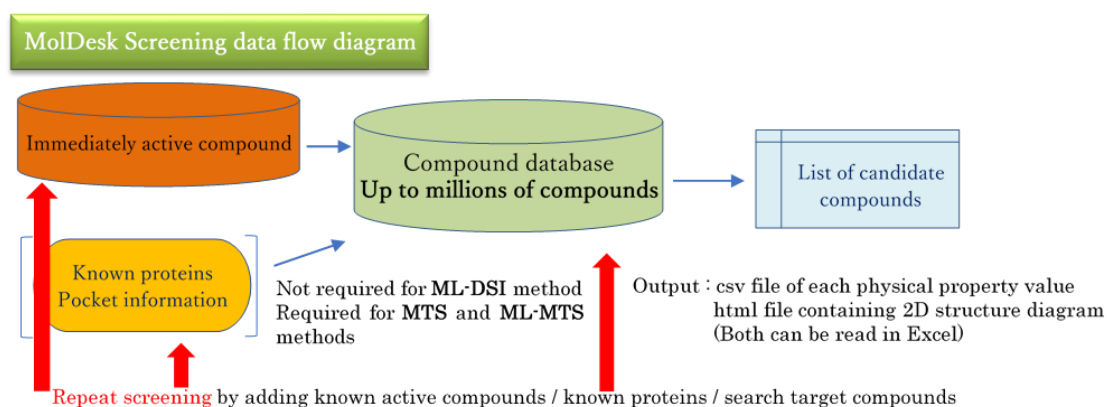 MolDesk Screening data flow diagram
Immediately active compound
Compound database
Up to millions of compounds
List of candidate
compounds
Known proteins
Pocket information
Not required for ML-DSI method
Required for MTS and ML-MTS
methods
Output : csv file of each physical property value
html file containing 2D structure diagram
(Both can be read in Excel)
Repeat screening by adding known active compounds / known proteins / search target compounds